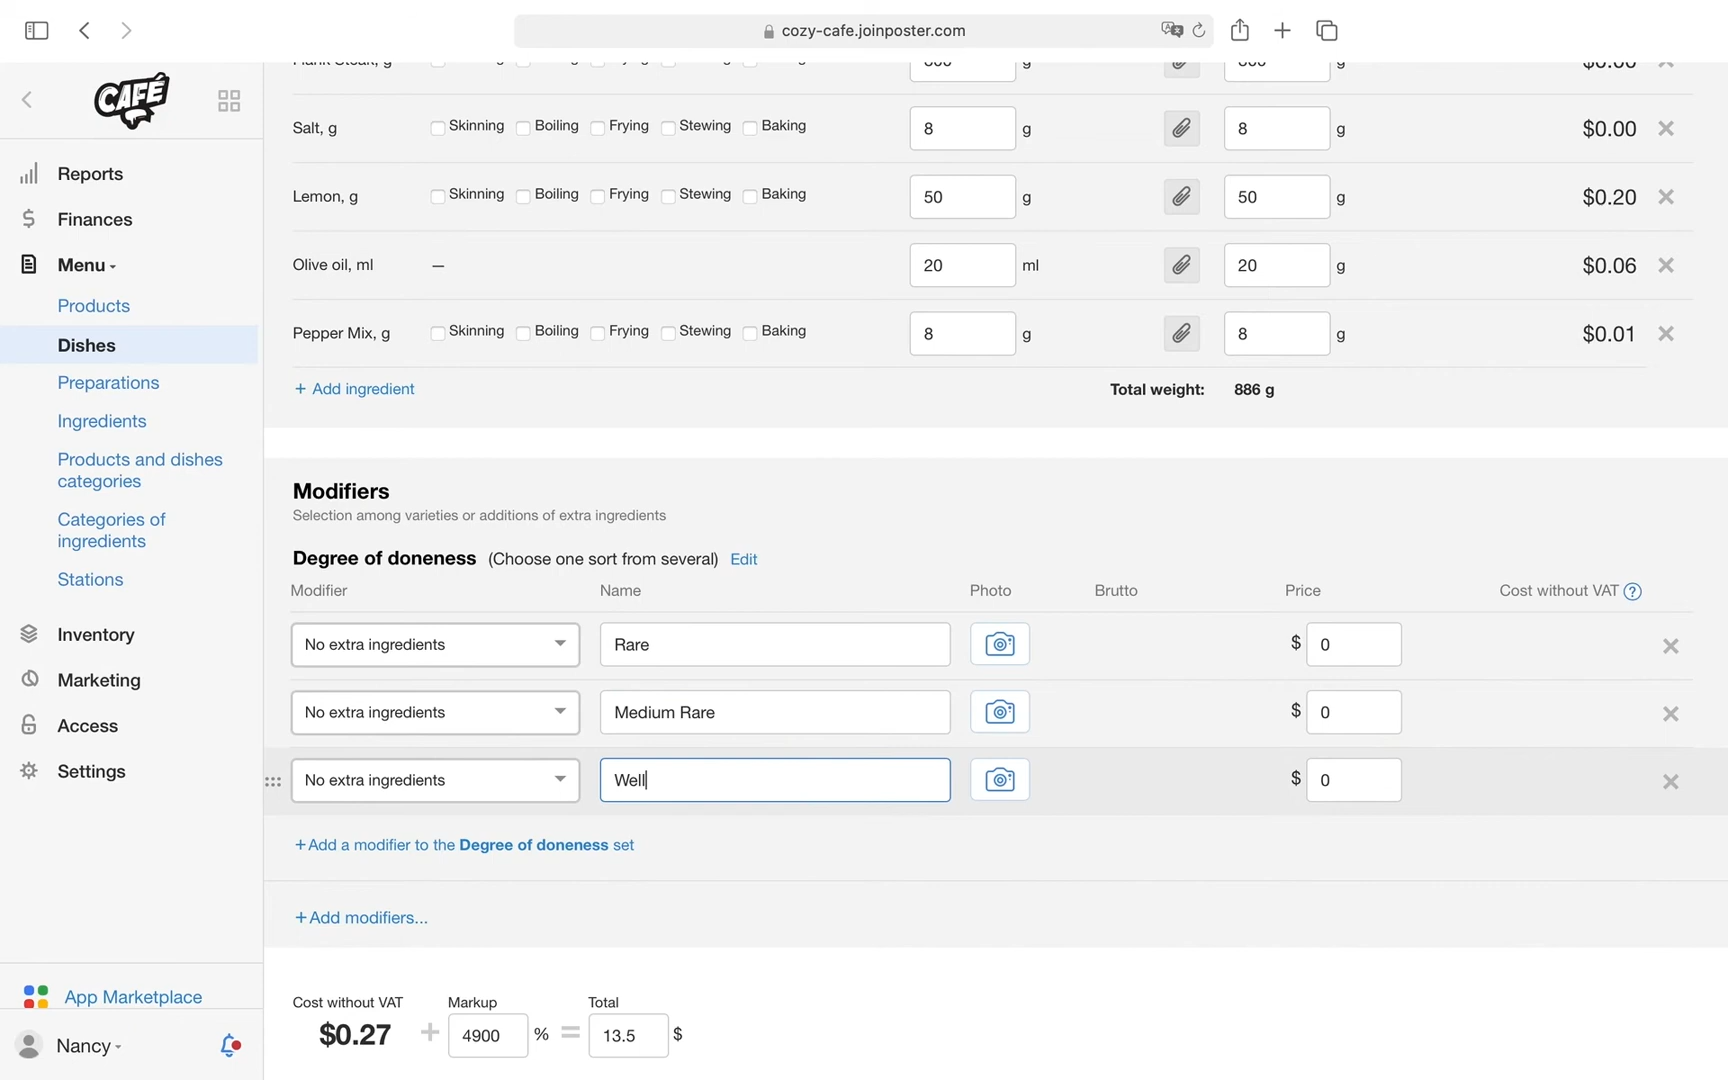 cozy-cafe.joinposter.com
CAFÉ
Reports
Finances
Menu
Products
Dishes
Preparations
Ingredients
Products and dishes
categories
Categories of
ingredients
Stations
Inventory
Marketing
Access
Settings
App Marketplace
Nancy
g g
Salt, g Skinning Boiling Frying Stewing Baking 8 g 8 g $0.00
Lemon, g Skinning Boiling Frying Stewing Baking 50 g 50 g $0.20
Olive oil, ml — 20 ml 20 g $0.06
Pepper Mix, g Skinning Boiling Frying Stewing Baking 8 g 8 g $0.01
+ Add ingredient Total weight: 886 g
Modifiers
Selection among varieties or additions of extra ingredients
Degree of doneness (Choose one sort from several) Edit
Modifier Name Photo Brutto Price Cost without VAT ?
No extra ingredients Rare $ 0
No extra ingredients Medium Rare $ 0
No extra ingredients Well $ 0
+Add a modifier to the Degree of doneness set
+Add modifiers...
Cost without VAT Markup Total
$0.27 + 4900 % = 13.5 $